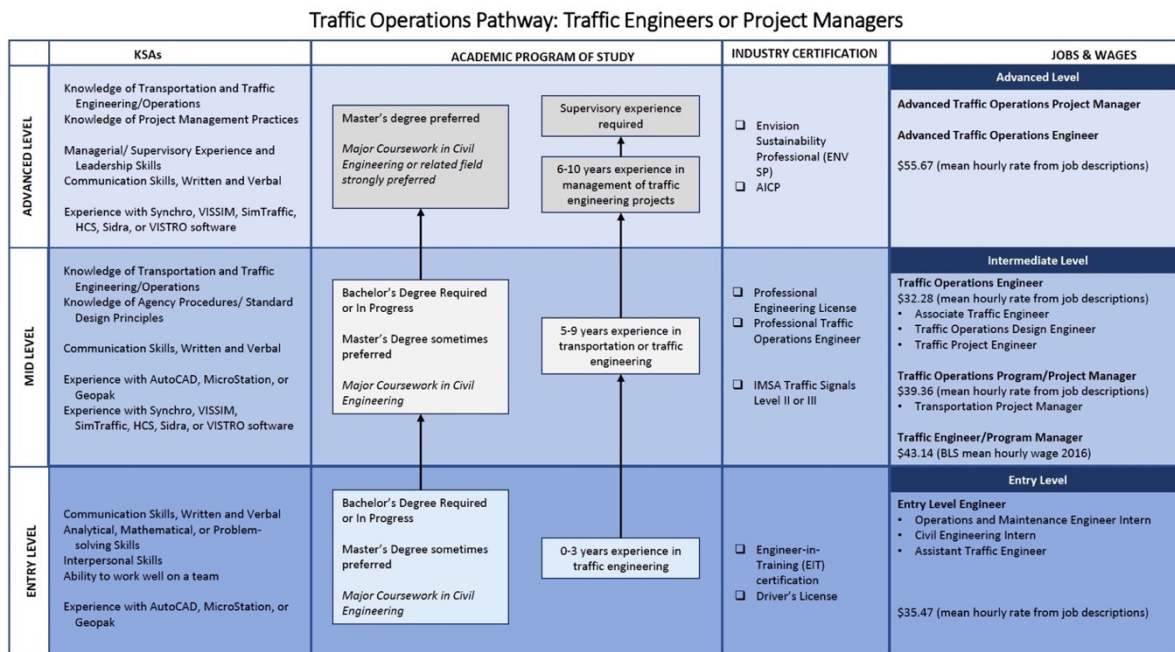 Traffic Operations Pathway: Traffic Engineers or Project Managers
KSAs
ACADEMIC PROGRAM OF STUDY
INDUSTRY CERTIFICATION
JOBS & WAGES
ADVANCED LEVEL
Knowledge of Transportation and Traffic
Engineering/Operations
Knowledge of Project Management Practices
Managerial/ Supervisory Experience and
Leadership Skills
Communication Skills, Written and Verbal
Experience with Synchro, VISSIM, SimTraffic,
HCS, Sidra, or VISTRO software
Master's degree preferred
Major Coursework in Civil
Engineering or related field
strongly preferred
Supervisory experience
required
6-10 years experience in
management of traffic
engineering projects
Envision
Sustainability
Professional (ENV
SP)
AICP
Advanced Level
Advanced Traffic Operations Project Manager
Advanced Traffic Operations Engineer
$55.67 (mean hourly rate from job descriptions)
MID LEVEL
Knowledge of Transportation and Traffic
Engineering/Operations
Knowledge of Agency Procedures/ Standard
Design Principles
Communication Skills, Written and Verbal
Experience with AutoCAD, MicroStation, or
Geopak
Experience with Synchro, VISSIM,
SimTraffic, HCS, Sidra, or VISTRO software
Bachelor's Degree Required
or In Progress
Master's Degree sometimes
preferred
Major Coursework in Civil
Engineering
5-9 years experience in
transportation or traffic
engineering
Professional
Engineering License
Professional Traffic
Operations Engineer
IMSA Traffic Signals
Level II or III
Intermediate Level
Traffic Operations Engineer
$32.28 (mean hourly rate from job descriptions)
• Associate Traffic Engineer
• Traffic Operations Design Engineer
• Traffic Project Engineer
Traffic Operations Program/Project Manager
$39.36 (mean hourly rate from job descriptions)
• Transportation Project Manager
Traffic Engineer/Program Manager
$43.14 (BLS mean hourly wage 2016)
ENTRY LEVEL
Communication Skills, Written and Verbal
Analytical, Mathematical, or Problem-
solving Skills
Interpersonal Skills
Ability to work well on a team
Experience with AutoCAD, MicroStation, or
Geopak
Bachelor's Degree Required
or In Progress
Master's Degree sometimes
preferred
Major Coursework in Civil
Engineering
0-3 years experience in
traffic engineering
Engineer-in-
Training (EIT)
certification
Driver's License
Entry Level
Entry Level Engineer
• Operations and Maintenance Engineer Intern
• Civil Engineering Intern
• Assistant Traffic Engineer
$35.47 (mean hourly rate from job descriptions)